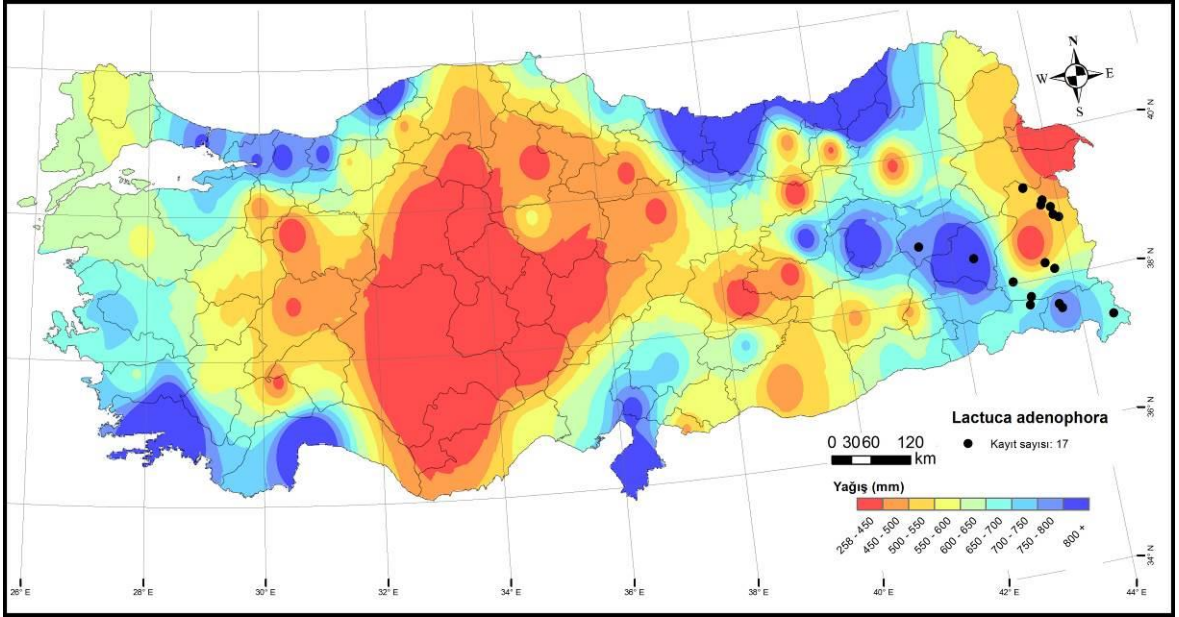 N
W E
S
40° N
38° N
36° N
34° N
Lactuca adenophora
Kayıt sayısı: 17
0 30 60 120
km
Yağış (mm)
258 - 450
450 - 500
500 - 550
550 - 600
600 - 650
650 - 700
700 - 750
750 - 800
800 +
26° E 28° E 30° E 32° E 34° E 36° E 38° E 40° E 42° E 44° E